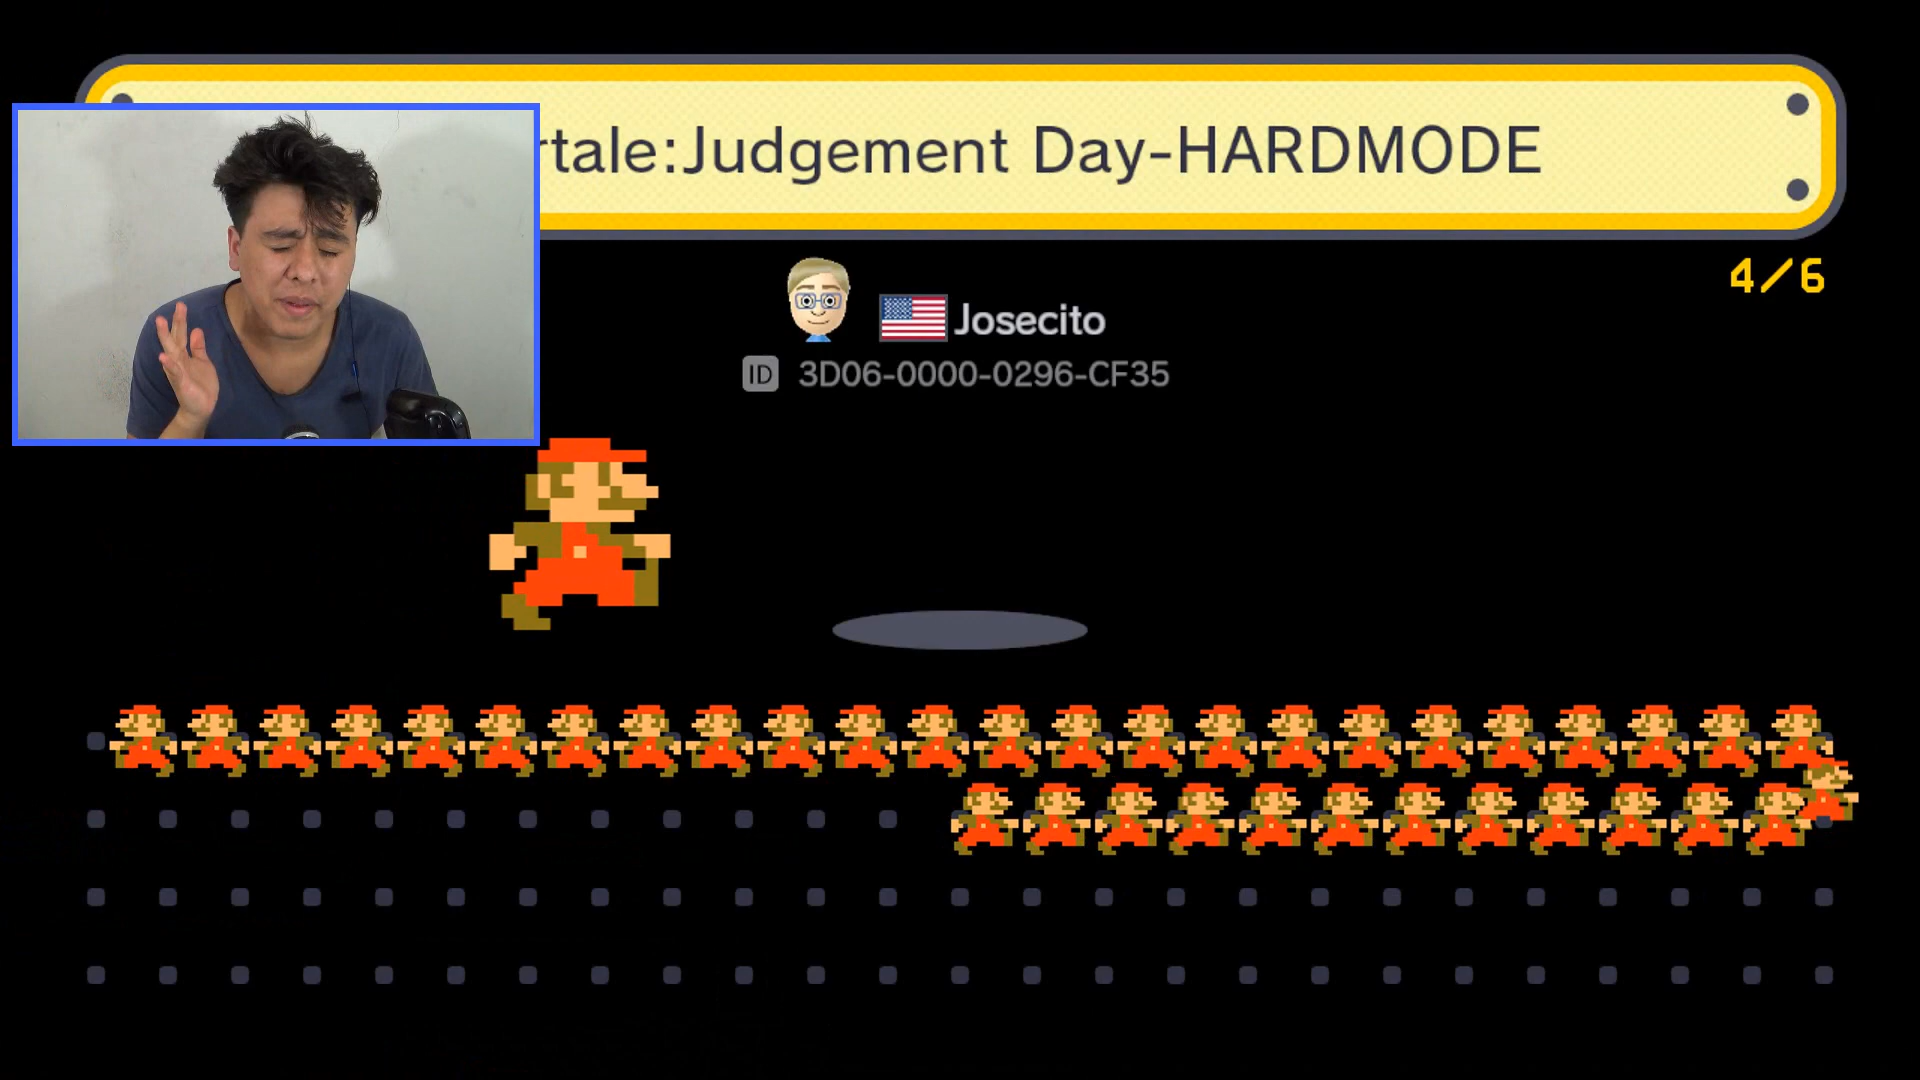 rtale:Judgement Day-HARDMODE
4/6
Josecito
ID 3D06-0000-0296-CF35